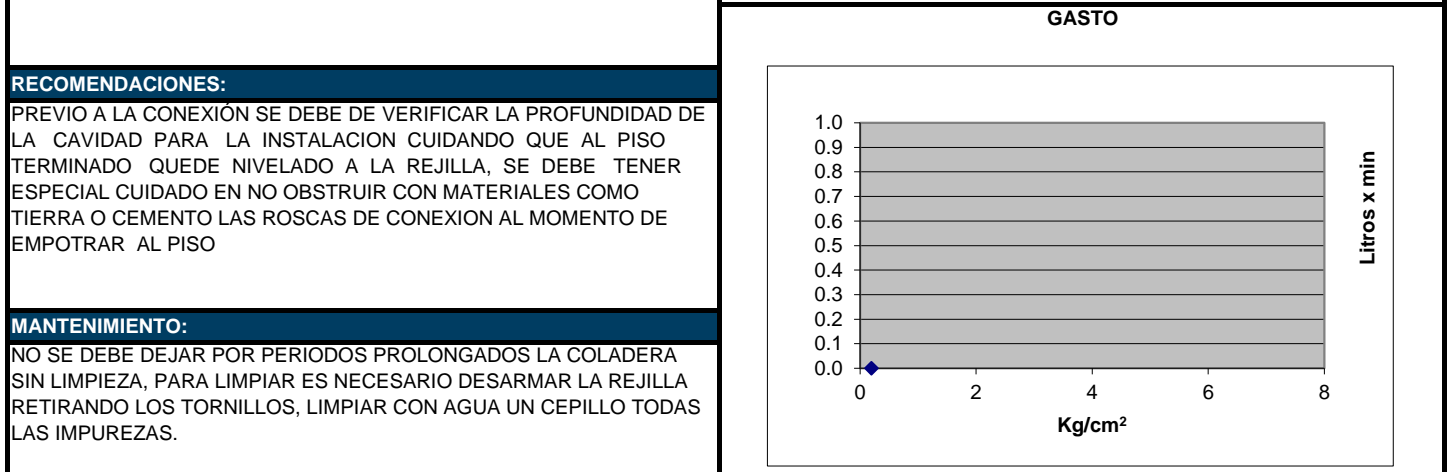 RECOMENDACIONES:
PREVIO A LA CONEXIÓN SE DEBE DE VERIFICAR LA PROFUNDIDAD DE
LA CAVIDAD PARA LA INSTALACION CUIDANDO QUE AL PISO
TERMINADO QUEDE NIVELADO A LA REJILLA, SE DEBE TENER
ESPECIAL CUIDADO EN NO OBSTRUIR CON MATERIALES COMO
TIERRA O CEMENTO LAS ROSCAS DE CONEXION AL MOMENTO DE
EMPOTRAR AL PISO
MANTENIMIENTO:
NO SE DEBE DEJAR POR PERIODOS PROLONGADOS LA COLADERA
SIN LIMPIEZA, PARA LIMPIAR ES NECESARIO DESARMAR LA REJILLA
RETIRANDO LOS TORNILLOS, LIMPIAR CON AGUA UN CEPILLO TODAS
LAS IMPUREZAS.
GASTO
1.0
0.9
0.8
0.7
0.6
0.5
0.4
0.3
0.2
0.1
0.0
0 2 4 6 8
Kg/cm²
Litros x min